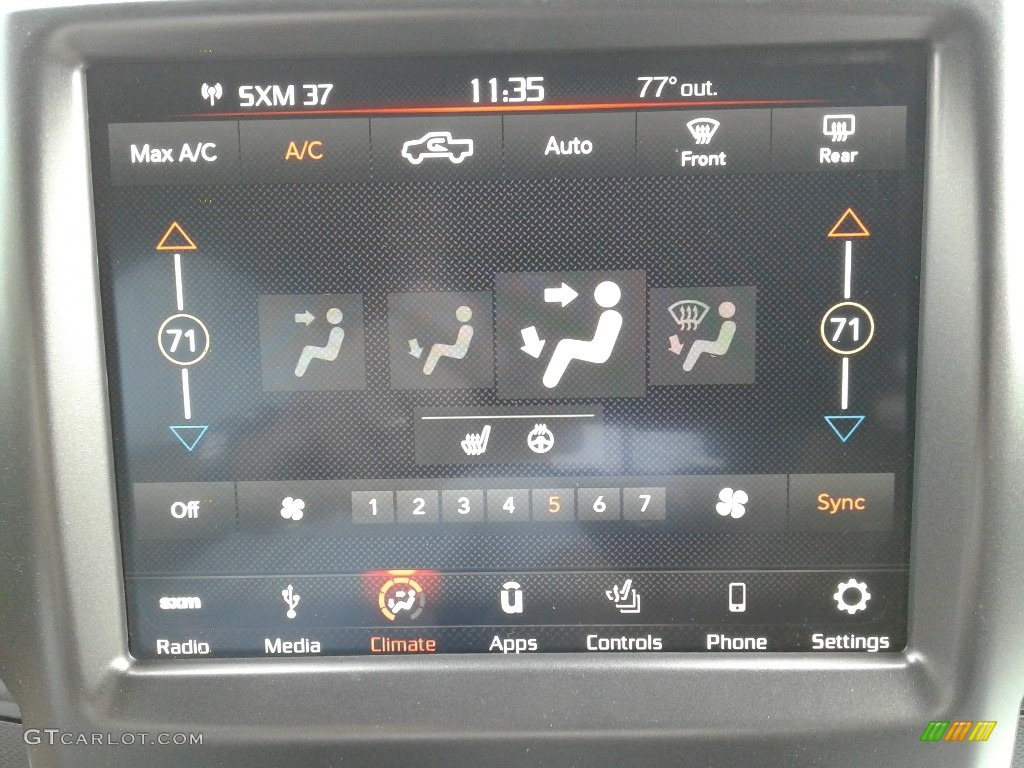 SXM 37 11:35 77° out.
Max A/C A/C Auto Front Rear
71 71
Off 1 2 3 4 5 6 7 Sync
sxm
Radio Media Climate Apps Controls Phone Settings
GTCARLOT.COM